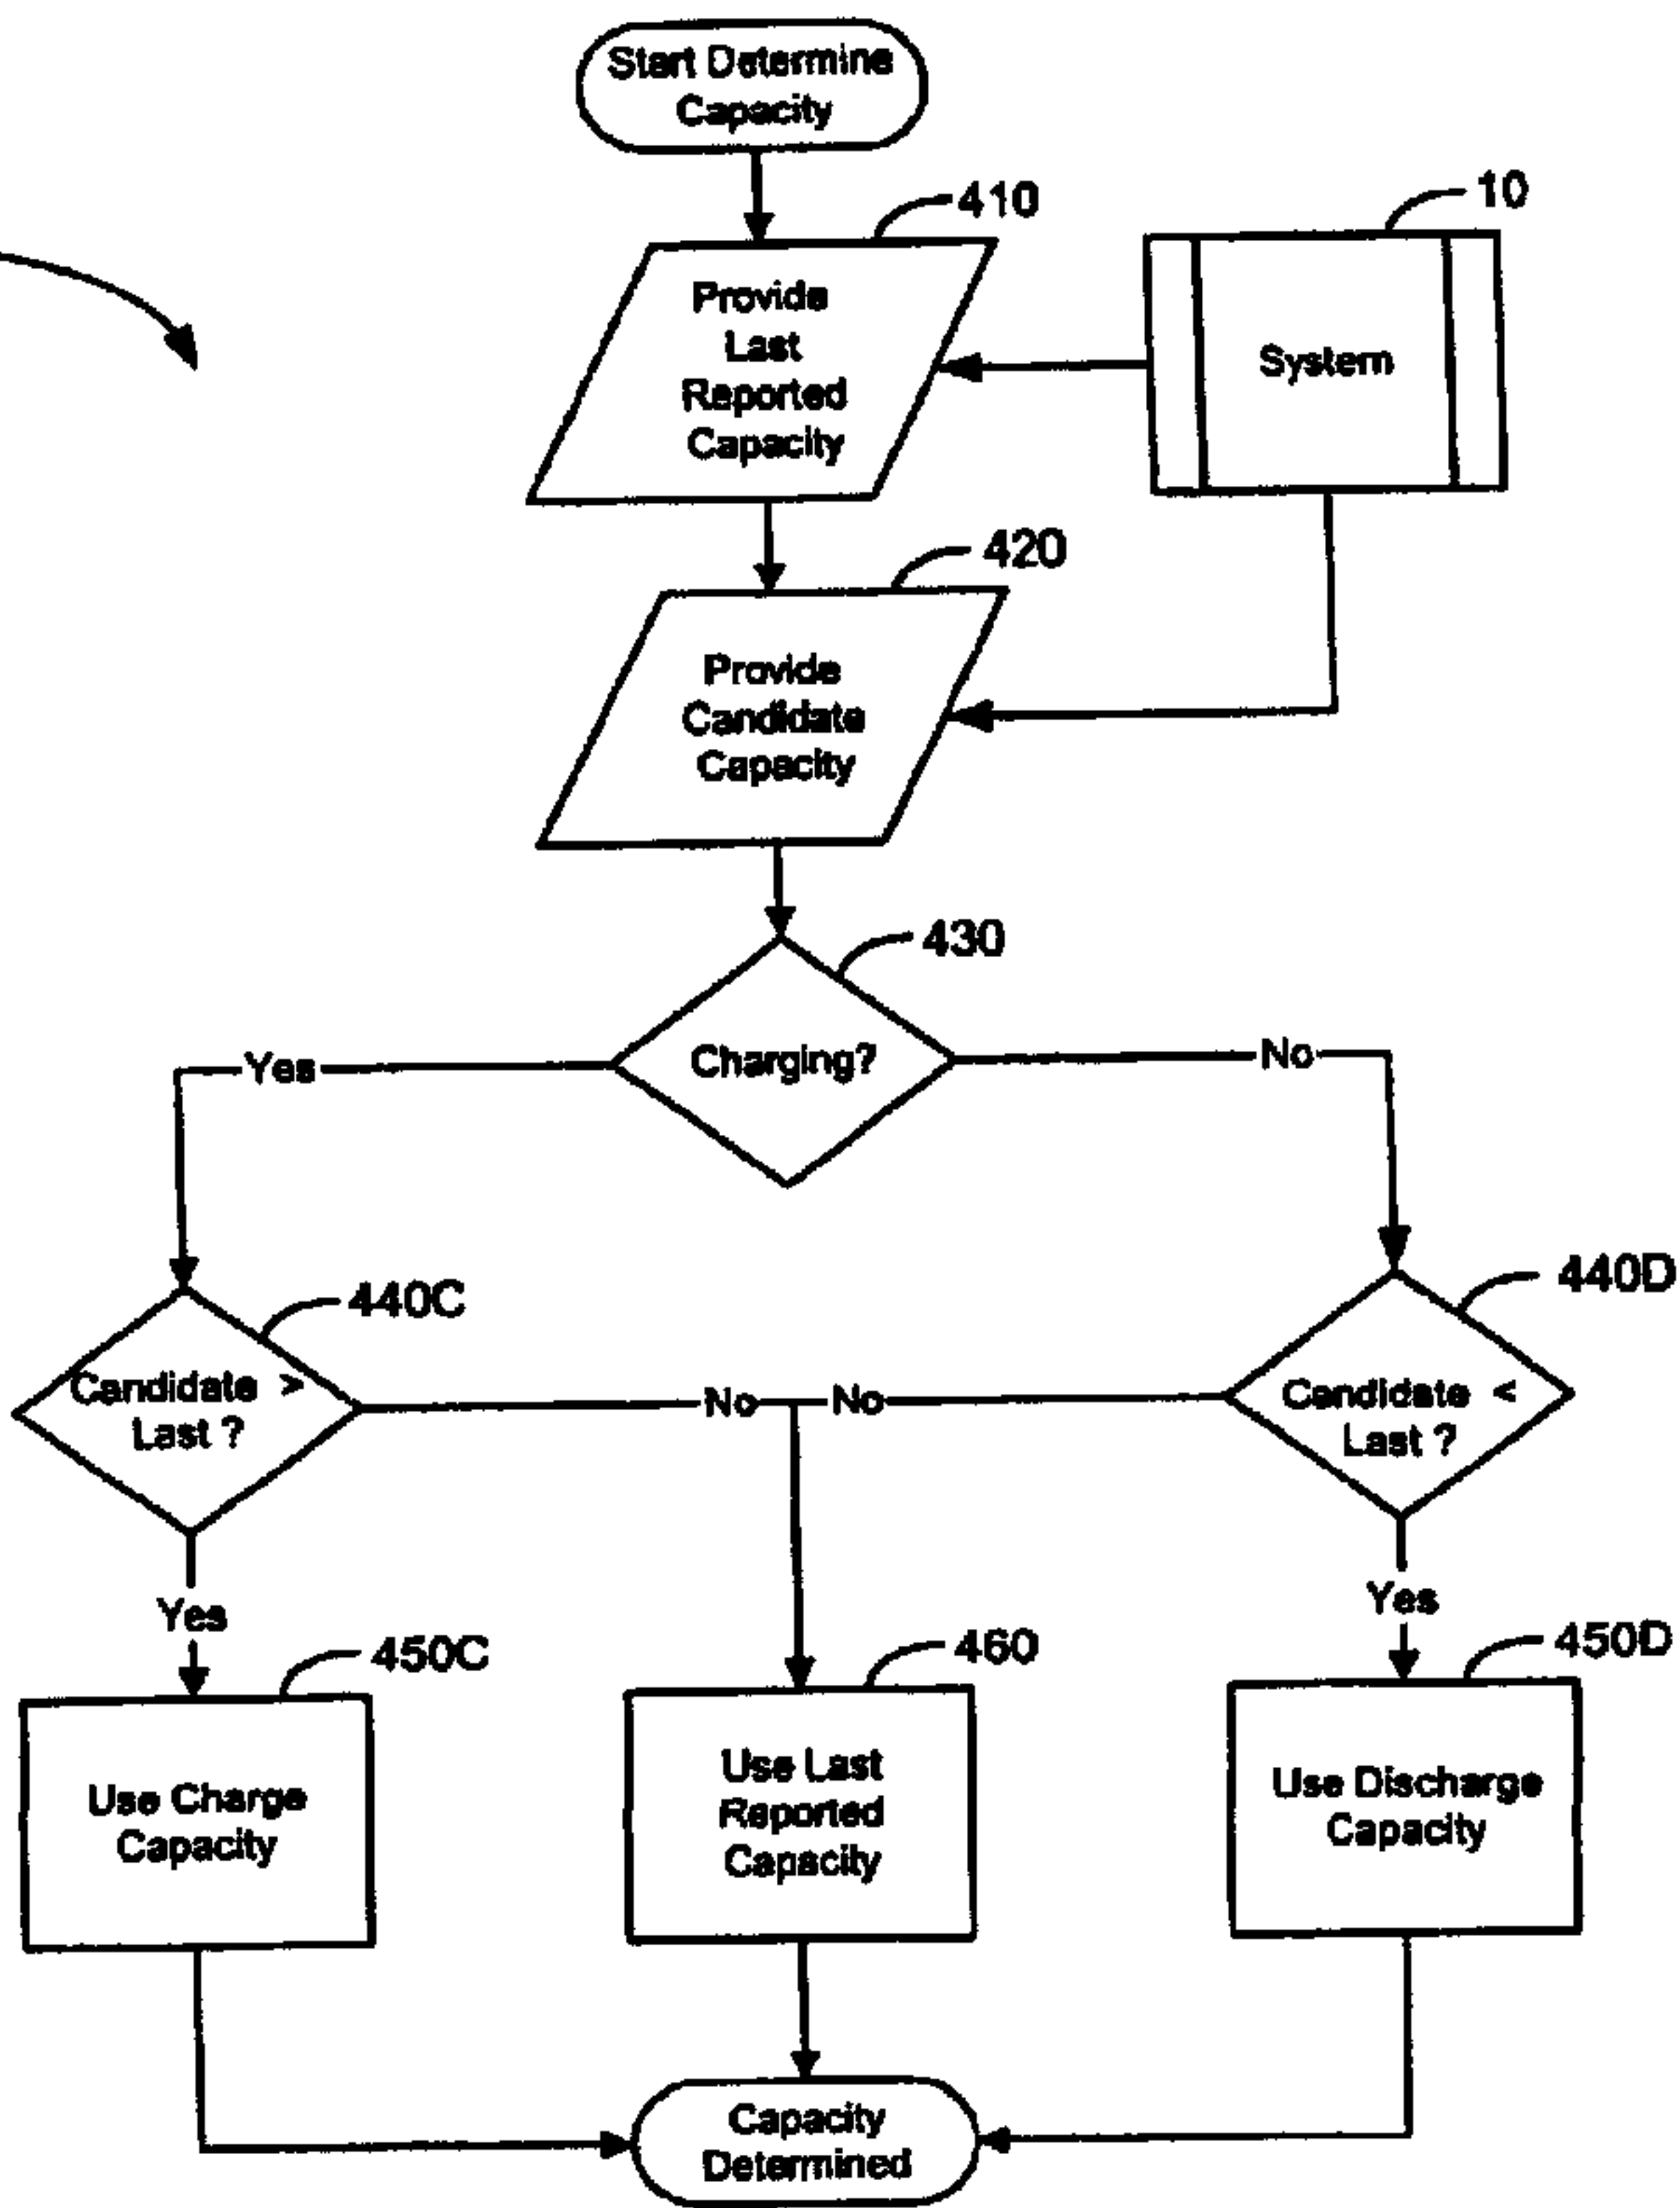 Start Determine
Capacity
410
10
Provide
Last
Reported
Capacity
System
420
Provide
Candidate
Capacity
430
Charging?
Yes
No
440C
440D
Candidate >
Last ?
No
No
Candidate <
Last ?
Yes
Yes
450C
460
450D
Use Charge
Capacity
Use Last
Reported
Capacity
Use Discharge
Capacity
Capacity
Determined